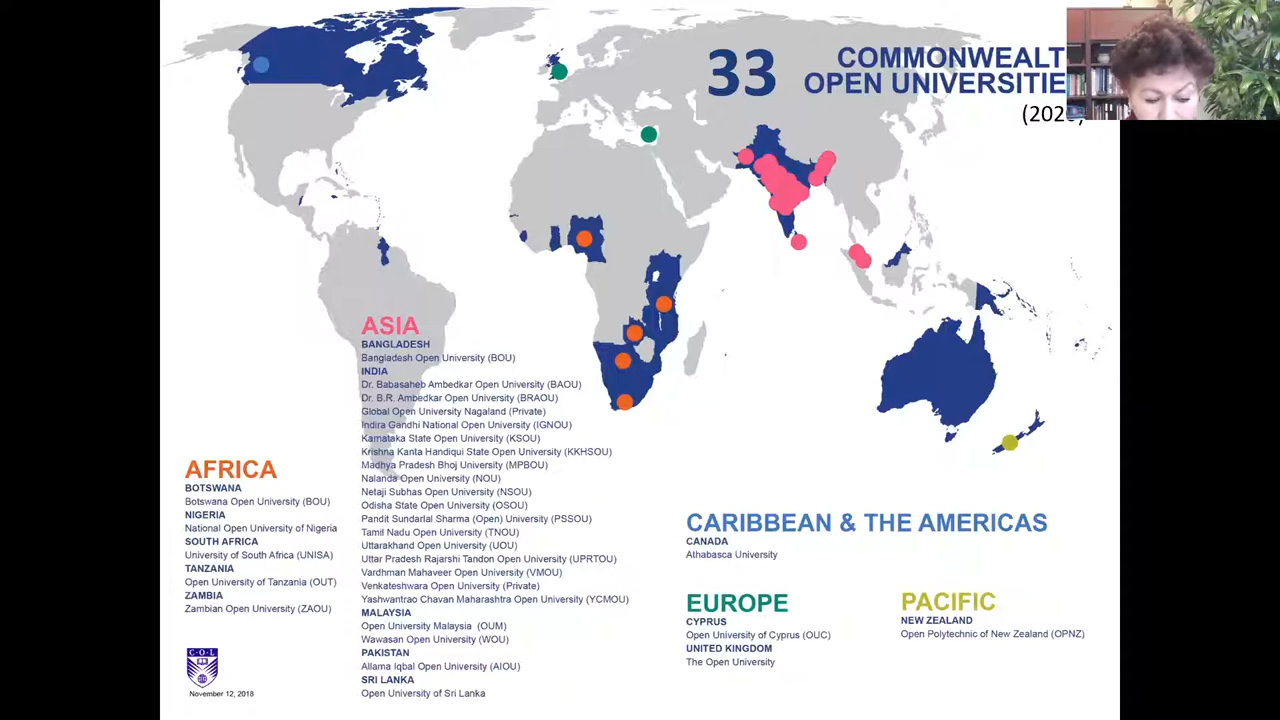 33
COMMONWEALT
OPEN UNIVERSITIE
ASIA
BANGLADESH
Bangladesh Open University (BOU)
INDIA
Dr. Babasaheb Ambedkar Open University (BAOU)
Dr. B.R. Ambedkar Open University (BRAOU)
Global Open University Nagaland (Private)
Indira Gandhi National Open University (IGNOU)
Karnataka State Open University (KSOU)
Krishna Kanta Handiqui State Open University (KKHSOU)
Madhya Pradesh Bhoj University (MPBOU)
Nalanda Open University (NOU)
Netaji Subhas Open University (NSOU)
Odisha State Open University (OSOU)
Pandit Sundarlal Sharma (Open) University (PSSOU)
Tamil Nadu Open University (TNOU)
Uttarakhand Open University (UOU)
Uttar Pradesh Rajarshi Tandon Open University (UPRTOU)
Vardhman Mahaveer Open University (VMOU)
Venkateshwara Open University (Private)
Yashwantrao Chavan Maharashtra Open University (YCMOU)
MALAYSIA
Open University Malaysia (OUM)
Wawasan Open University (WOU)
PAKISTAN
Allama Iqbal Open University (AIOU)
SRI LANKA
Open University of Sri Lanka
AFRICA
BOTSWANA
Botswana Open University (BOU)
NIGERIA
National Open University of Nigeria
SOUTH AFRICA
University of South Africa (UNISA)
TANZANIA
Open University of Tanzania (OUT)
ZAMBIA
Zambian Open University (ZAOU)
CARIBBEAN & THE AMERICAS
CANADA
Athabasca University
EUROPE
CYPRUS
Open University of Cyprus (OUC)
UNITED KINGDOM
The Open University
PACIFIC
NEW ZEALAND
Open Polytechnic of New Zealand (OPNZ)
C·O·L
November 12, 2018